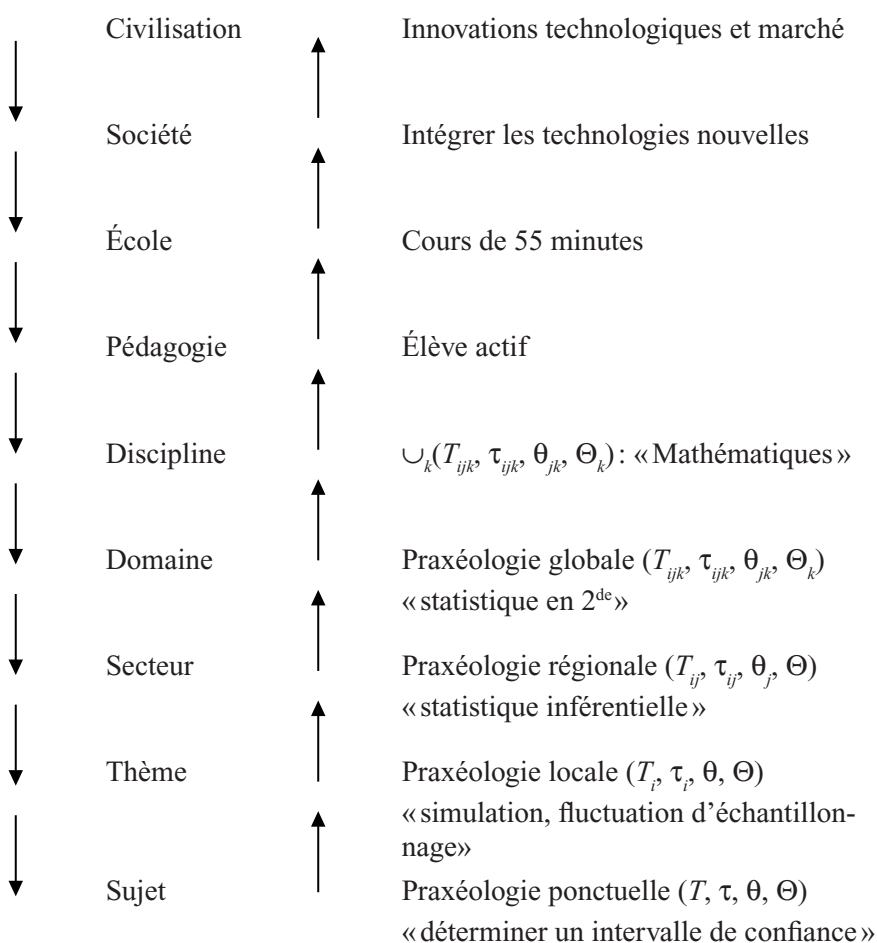 Civilisation Innovations technologiques et marché
Société Intégrer les technologies nouvelles
École Cours de 55 minutes
Pédagogie Élève actif
Discipline ∪ₖ(Tᵢⱼₖ, τᵢⱼₖ, θⱼₖ, Θₖ) : « Mathématiques »
Domaine Praxéologie globale (Tᵢⱼₖ, τᵢⱼₖ, θⱼₖ, Θₖ)
« statistique en 2ᵈᵉ »
Secteur Praxéologie régionale (Tᵢⱼ, τᵢⱼ, θⱼ, Θ)
« statistique inférentielle »
Thème Praxéologie locale (Tᵢ, τᵢ, θ, Θ)
« simulation, fluctuation d’échantillon-
nage»
Sujet Praxéologie ponctuelle (T, τ, θ, Θ)
« déterminer un intervalle de confiance »